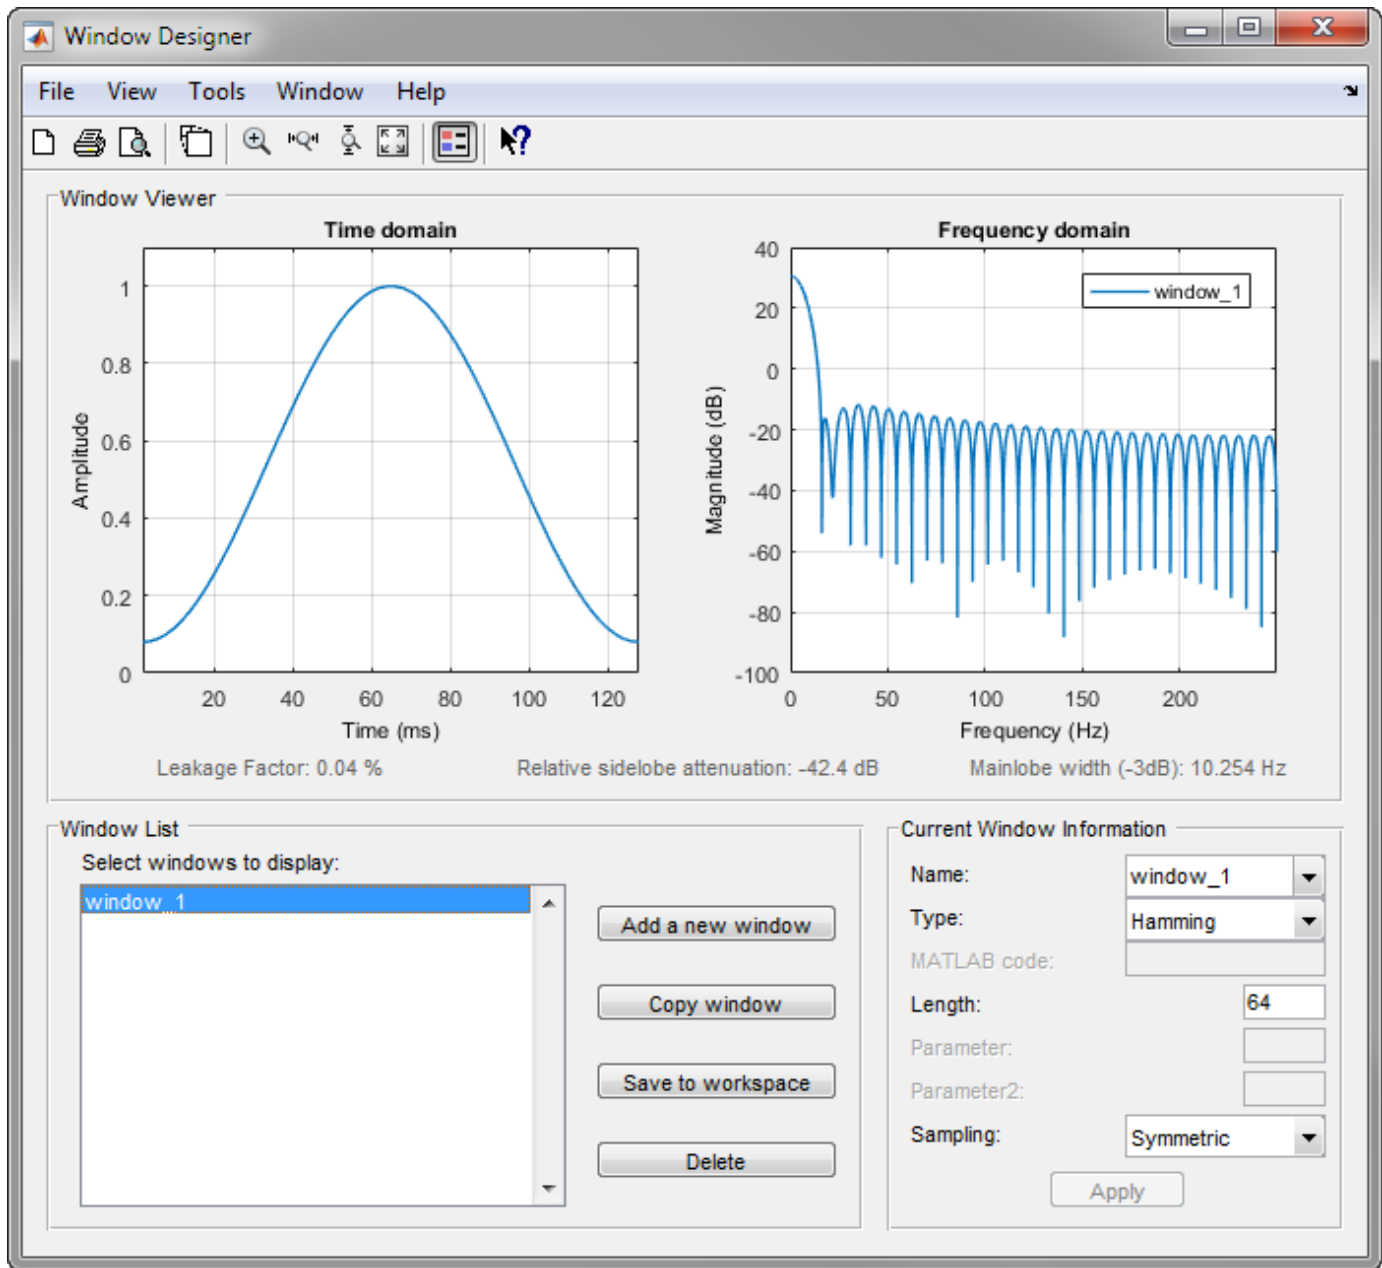 Window Designer
File View Tools Window Help
Window Viewer
Time domain
Amplitude
1
0.8
0.6
0.4
0.2
0
20 40 60 80 100 120
Time (ms)
Frequency domain
window_1
Magnitude (dB)
40
20
0
-20
-40
-60
-80
-100
0 50 100 150 200
Frequency (Hz)
Leakage Factor: 0.04 % Relative sidelobe attenuation: -42.4 dB Mainlobe width (-3dB): 10.254 Hz
Window List
Select windows to display:
window_1
Add a new window
Copy window
Save to workspace
Delete
Current Window Information
Name: window_1
Type: Hamming
MATLAB code:
Length: 64
Parameter:
Parameter2:
Sampling: Symmetric
Apply